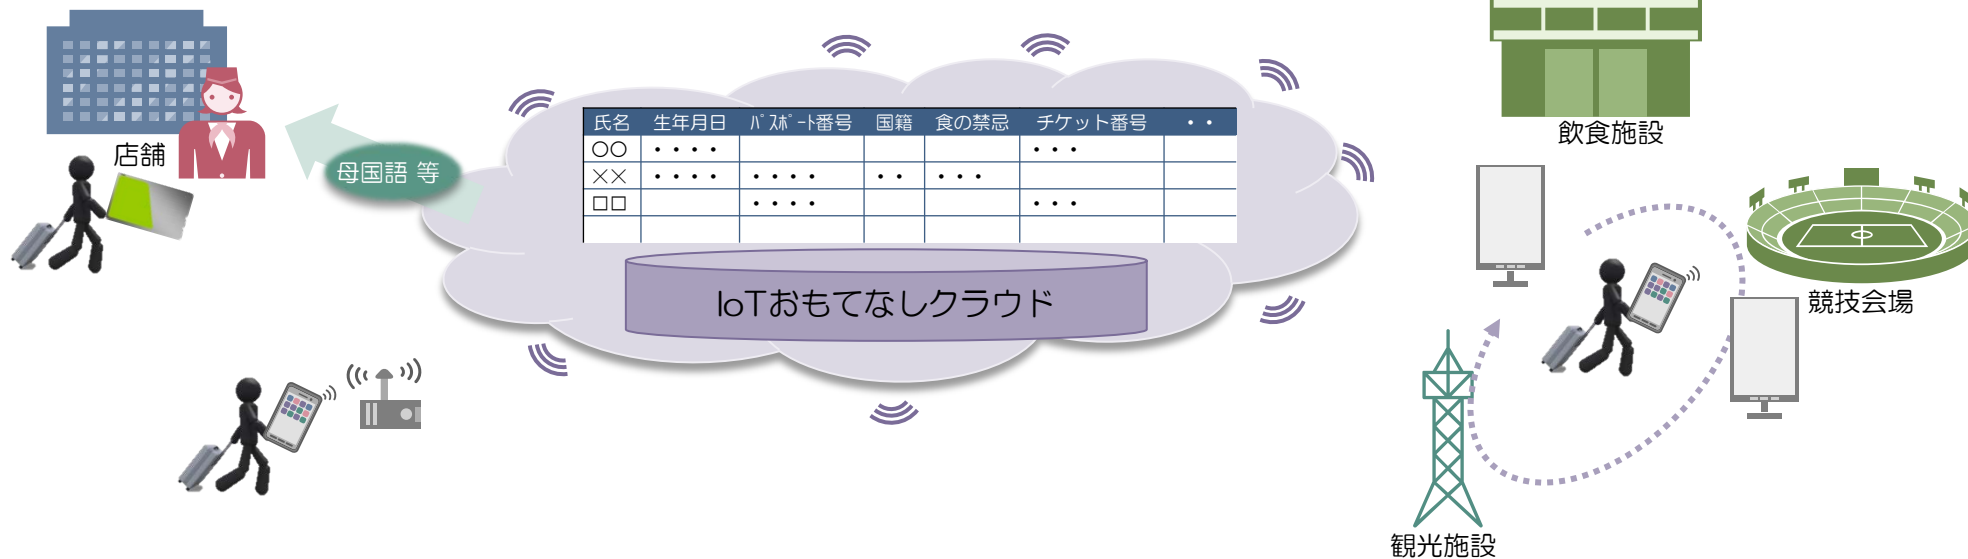 店舗
母国語 等
氏名 生年月日 パスポート番号 国籍 食の禁忌 チケット番号 ・・
○○ ・・・・ ・・・
×× ・・・・ ・・・・ ・・ ・・・
□□ ・・・・ ・・・
IoTおもてなしクラウド
飲食施設
競技会場
観光施設